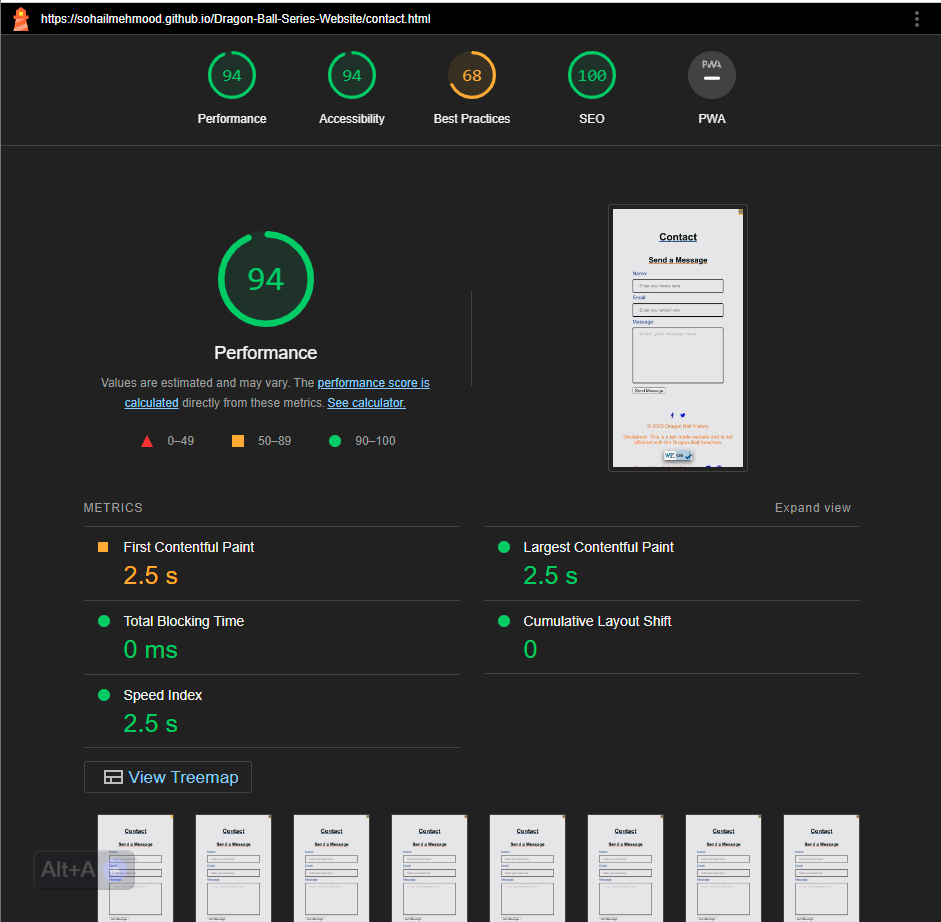 https://sohailmehmood.github.io/Dragon-Ball-Series-Website/contact.html
94 94 68 100 PWA
Performance Accessibility Best Practices SEO PWA
94
Performance
Values are estimated and may vary. The performance score is
calculated directly from these metrics. See calculator.
0–49 50–89 90–100
Contact
Send a Message
Name:
Enter your name here
Email:
Enter your email here
Message:
Enter your message here
Send Message
© 2023 Dragon Ball History
Disclaimer: This is a fan made website and is not
affiliated with the Dragon Ball franchise.
W3C css
METRICS Expand view
First Contentful Paint Largest Contentful Paint
2.5 s 2.5 s
Total Blocking Time Cumulative Layout Shift
0 ms 0
Speed Index
2.5 s
View Treemap
Contact Contact Contact Contact Contact Contact Contact Contact
Send a Message Send a Message Send a Message Send a Message Send a Message Send a Message Send a Message Send a Message
Alt+A